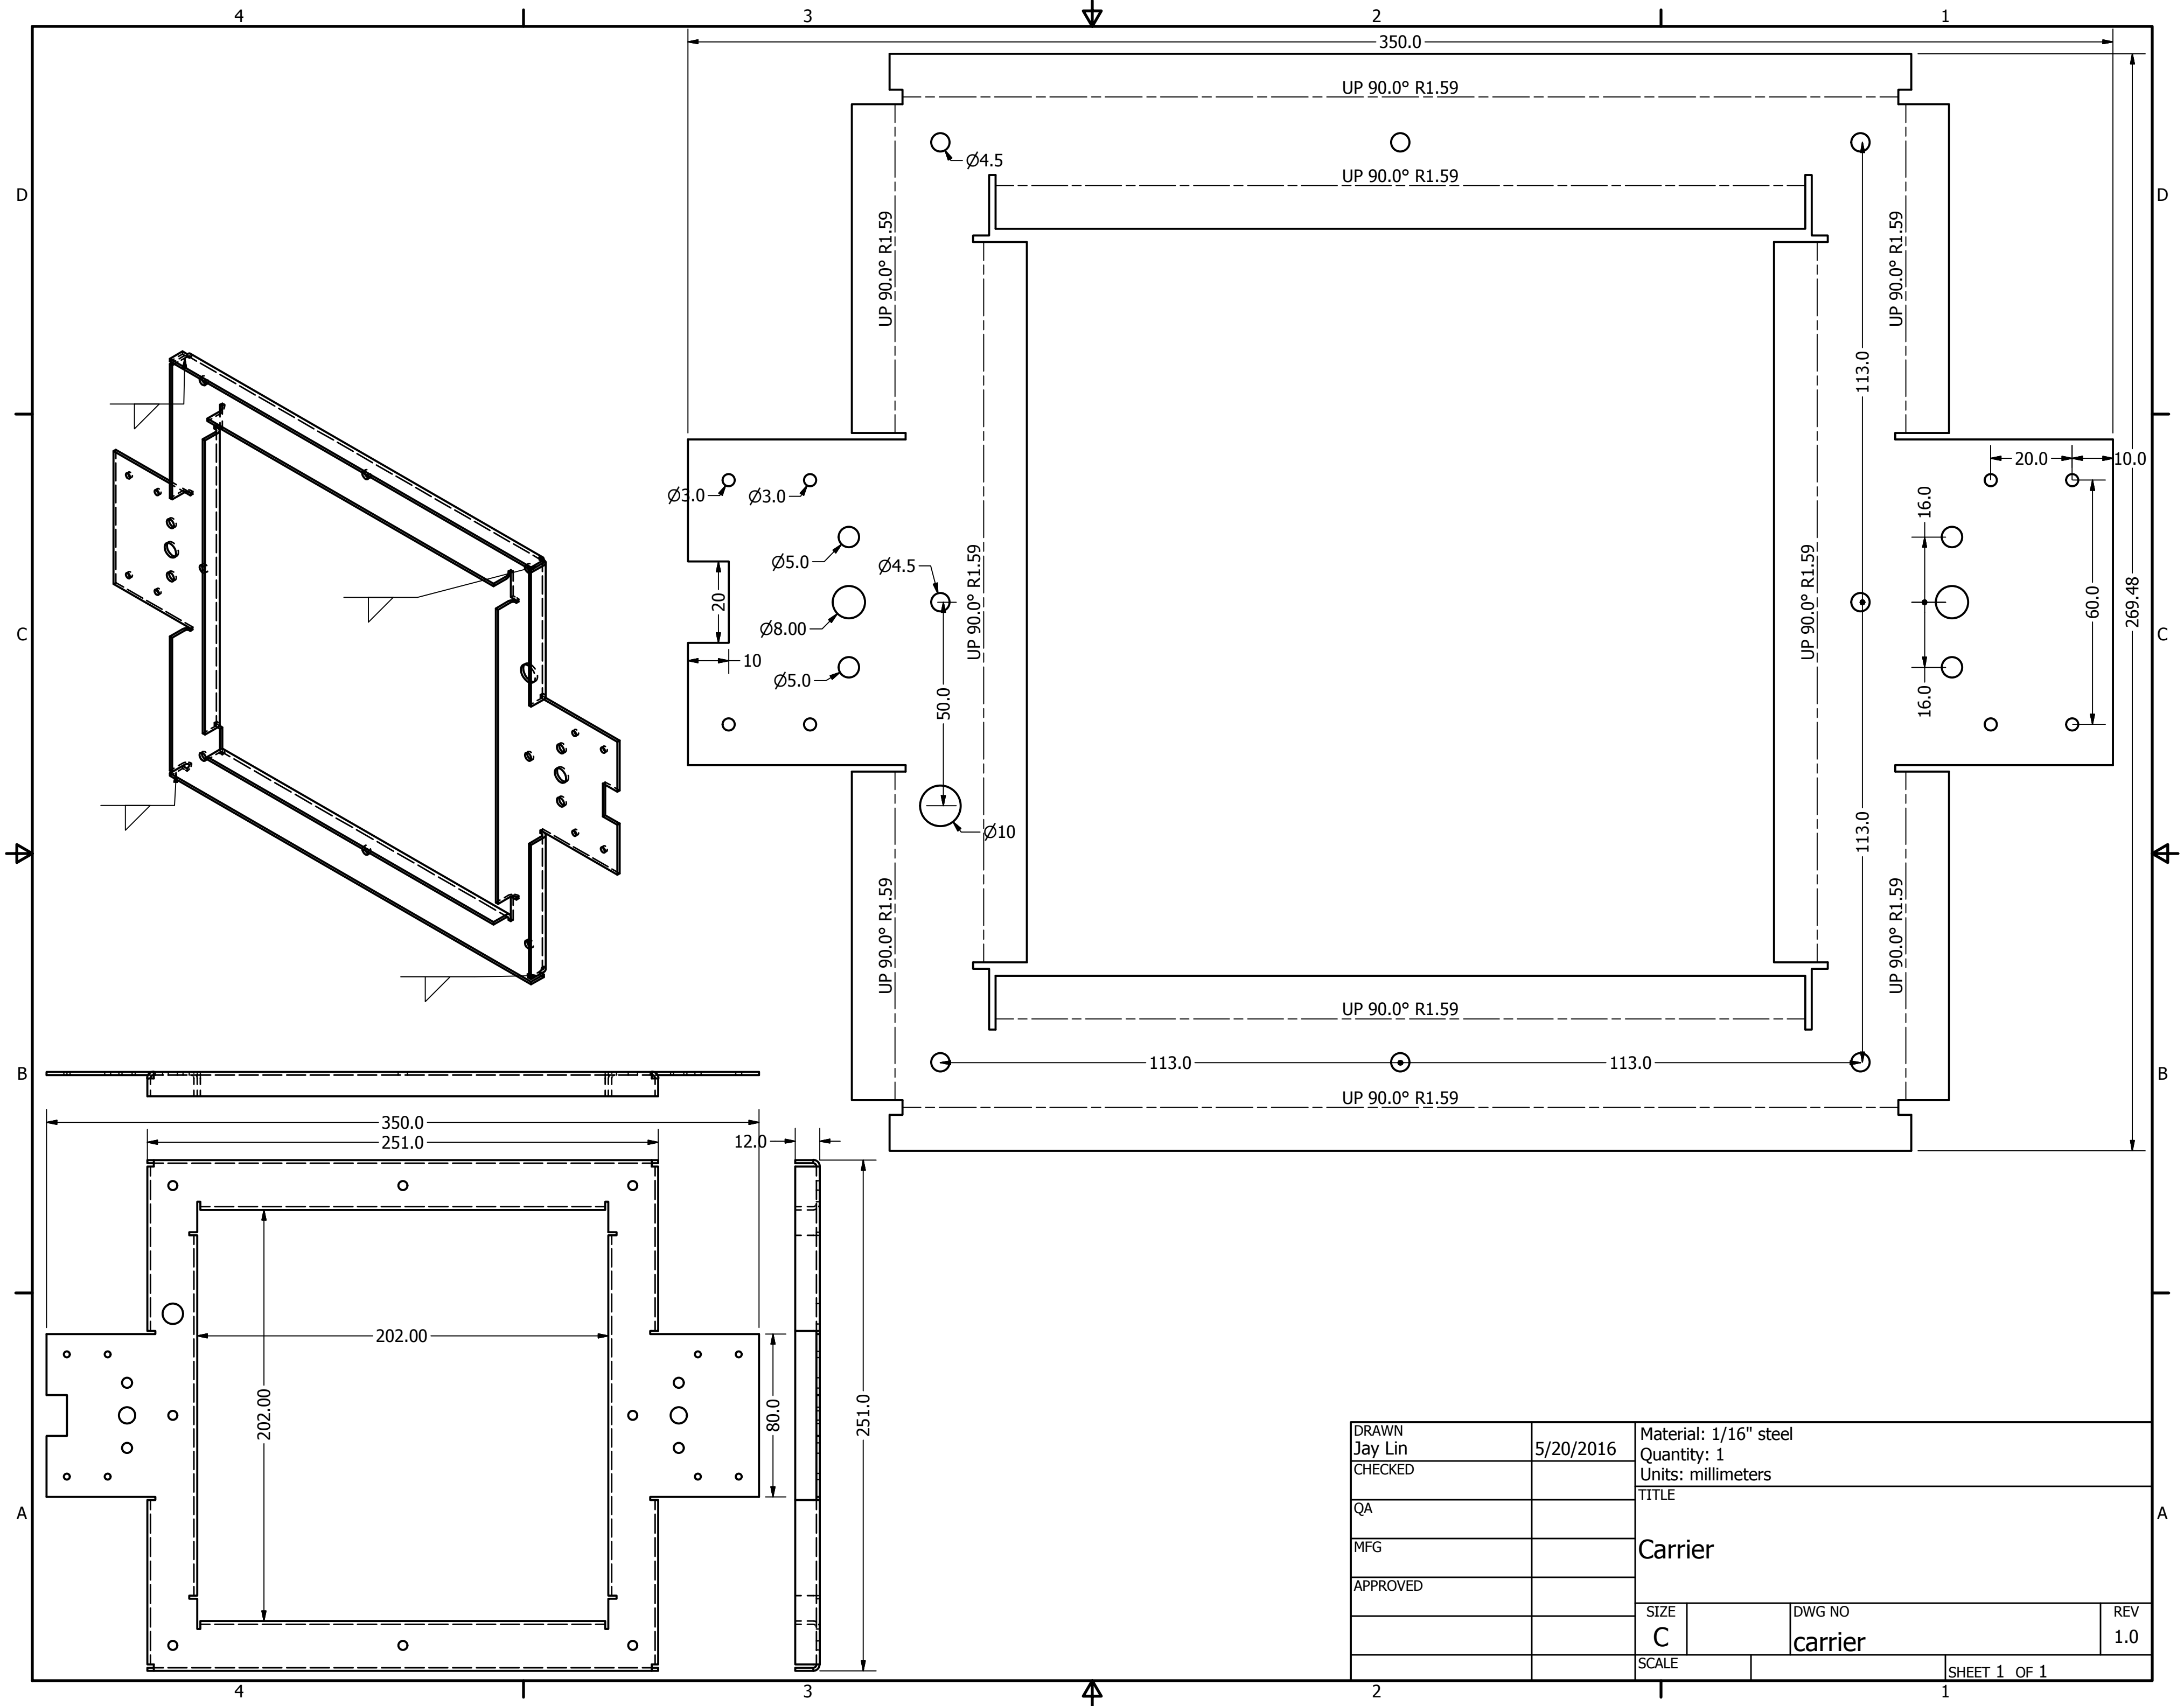 4
3
2
1
350.0
UP 90.0° R1.59
Ø4.5
UP 90.0° R1.59
D
D
UP 90.0° R1.59
UP 90.0° R1.59
113.0
20.0
10.0
Ø3.0
Ø3.0
16.0
Ø5.0
Ø4.5
UP 90.0° R1.59
UP 90.0° R1.59
20
60.0
269.48
Ø8.00
C
C
10
Ø5.0
50.0
16.0
Ø10
113.0
UP 90.0° R1.59
UP 90.0° R1.59
UP 90.0° R1.59
113.0
113.0
B
B
UP 90.0° R1.59
350.0
251.0
12.0
202.00
202.00
80.0
251.0
DRAWN
Jay Lin
5/20/2016
Material: 1/16" steel
Quantity: 1
Units: millimeters
CHECKED
TITLE
QA
A
A
MFG
Carrier
APPROVED
SIZE
DWG NO
REV
C
carrier
1.0
SCALE
SHEET 1 OF 1
4
3
2
1